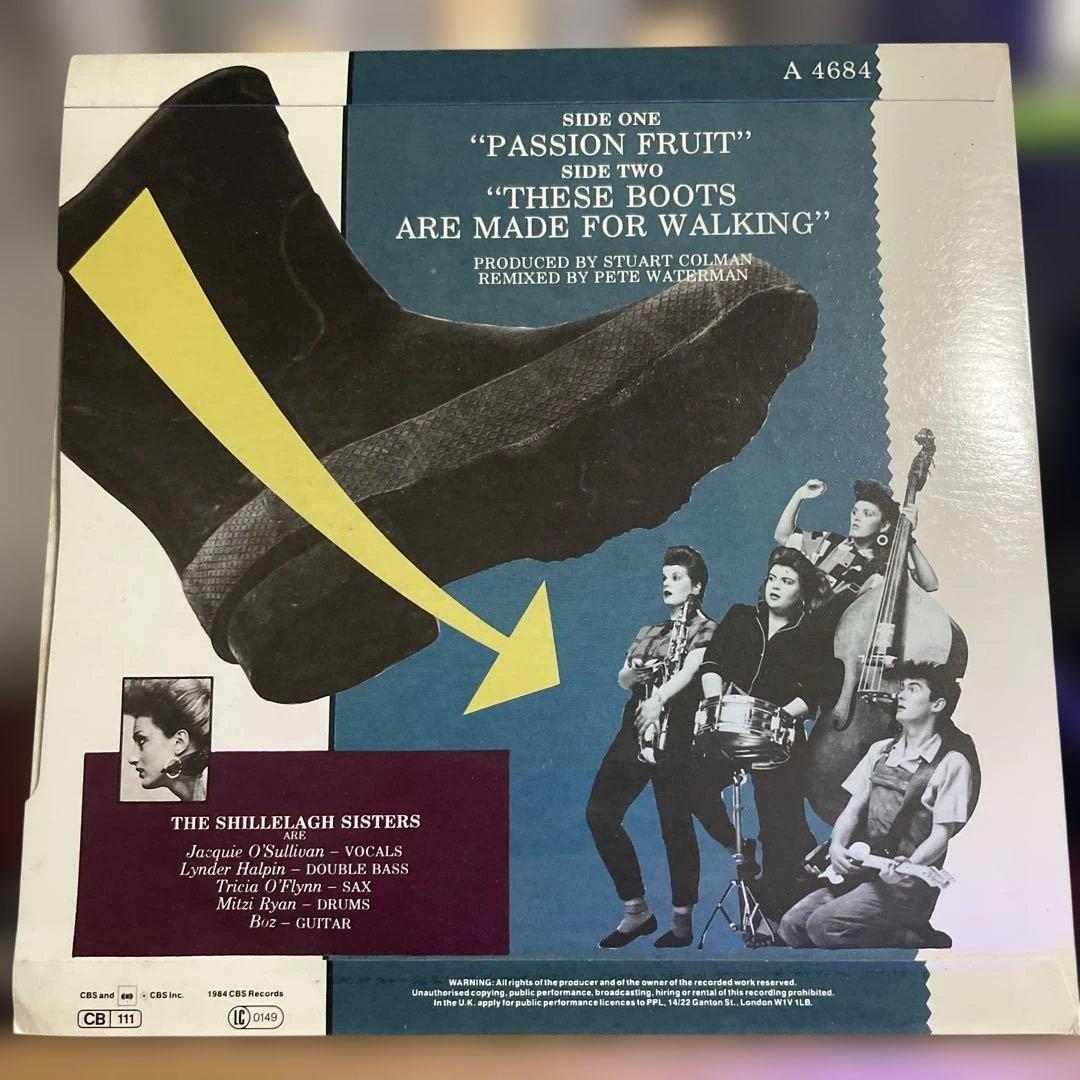 A 4684
SIDE ONE
“PASSION FRUIT”
SIDE TWO
“THESE BOOTS
ARE MADE FOR WALKING”
PRODUCED BY STUART COLMAN
REMIXED BY PETE WATERMAN
THE SHILLELAGH SISTERS
ARE
Jacquie O'Sullivan – VOCALS
Lynder Halpin – DOUBLE BASS
Tricia O'Flynn – SAX
Mitzi Ryan – DRUMS
Boz – GUITAR
CBS and CBS Inc. 1984 CBS Records
CB 111 LC 0149
WARNING: All rights of the producer and of the owner of the recorded work reserved.
Unauthorised copying, public performance, broadcasting, hiring or rental of this recording prohibited.
In the U.K. apply for public performance licences to PPL, 14/22 Ganton St., London W1V 1LB.